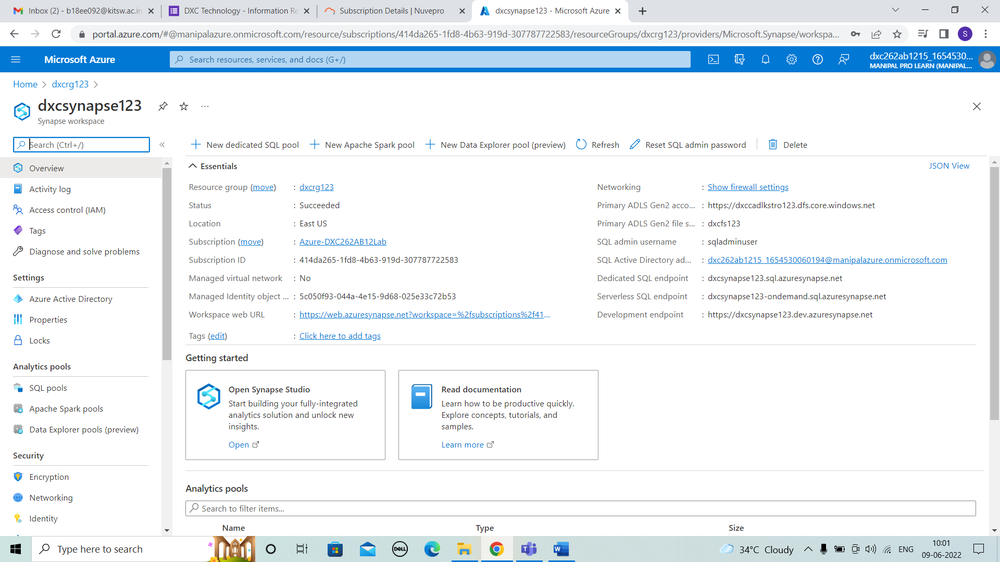 Inbox (2) - b18ee092@kitsw.ac.in
DXC Technology - Information Re
Subscription Details | Nuvepro
dxcsynapse123 - Microsoft Azure
portal.azure.com/#@manipalazure.onmicrosoft.com/resource/subscriptions/414da265-1fd8-4b63-919d-307787722583/resourceGroups/dxcrg123/providers/Microsoft.Synapse/workspa...
S
Microsoft Azure
Search resources, services, and docs (G+/)
dxc262ab1215_1654530...
MANIPAL PRO LEARN (MANIPAL...
Home > dxcrg123 >
dxcsynapse123
Synapse workspace
Search (Ctrl+/)
New dedicated SQL pool
New Apache Spark pool
New Data Explorer pool (preview)
Refresh
Reset SQL admin password
Delete
Overview
Activity log
Access control (IAM)
Tags
Diagnose and solve problems
Settings
Azure Active Directory
Properties
Locks
Analytics pools
SQL pools
Apache Spark pools
Data Explorer pools (preview)
Security
Encryption
Networking
Identity
Essentials
JSON View
Resource group (move) : dxcrg123
Status : Succeeded
Location : East US
Subscription (move) : Azure-DXC262AB12Lab
Subscription ID : 414da265-1fd8-4b63-919d-307787722583
Managed virtual network : No
Managed Identity object ... : 5c050f93-044a-4e15-9d68-025e33c72b53
Workspace web URL : https://web.azuresynapse.net?workspace=%2fsubscriptions%2f41...
Tags (edit) : Click here to add tags
Networking : Show firewall settings
Primary ADLS Gen2 acco... : https://dxccadlkstro123.dfs.core.windows.net
Primary ADLS Gen2 file s... : dxcfs123
SQL admin username : sqladminuser
SQL Active Directory ad... : dxc262ab1215_1654530060194@manipalazure.onmicrosoft.com
Dedicated SQL endpoint : dxcsynapse123.sql.azuresynapse.net
Serverless SQL endpoint : dxcsynapse123-ondemand.sql.azuresynapse.net
Development endpoint : https://dxcsynapse123.dev.azuresynapse.net
Getting started
Open Synapse Studio
Start building your fully-integrated
analytics solution and unlock new
insights.
Open
Read documentation
Learn how to be productive quickly.
Explore concepts, tutorials, and
samples.
Learn more
Analytics pools
Search to filter items...
Name Type Size
Type here to search
DELL
34°C Cloudy
ENG
10:01
09-06-2022